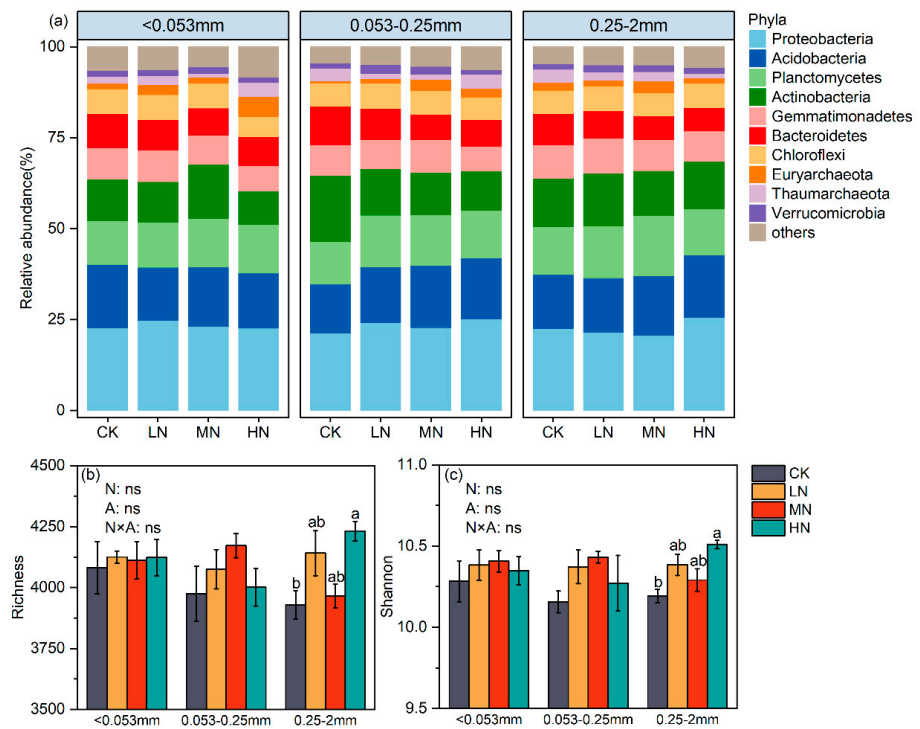 (a)
<0.053mm
0.053-0.25mm
0.25-2mm
Relative abundance(%)
100
75
50
25
0
CK LN MN HN
CK LN MN HN
CK LN MN HN
Phyla
Proteobacteria
Acidobacteria
Planctomycetes
Actinobacteria
Gemmatimonadetes
Bacteroidetes
Chloroflexi
Euryarchaeota
Thaumarchaeota
Verrucomicrobia
others
(b)
N: ns
A: ns
N×A: ns
Richness
4500
4250
4000
3750
3500
b
ab
ab
a
<0.053mm
0.053-0.25mm
0.25-2mm
(c)
N: ns
A: ns
N×A: ns
Shannon
11.0
10.5
10.0
9.5
b
ab
ab
a
<0.053mm
0.053-0.25mm
0.25-2mm
CK
LN
MN
HN